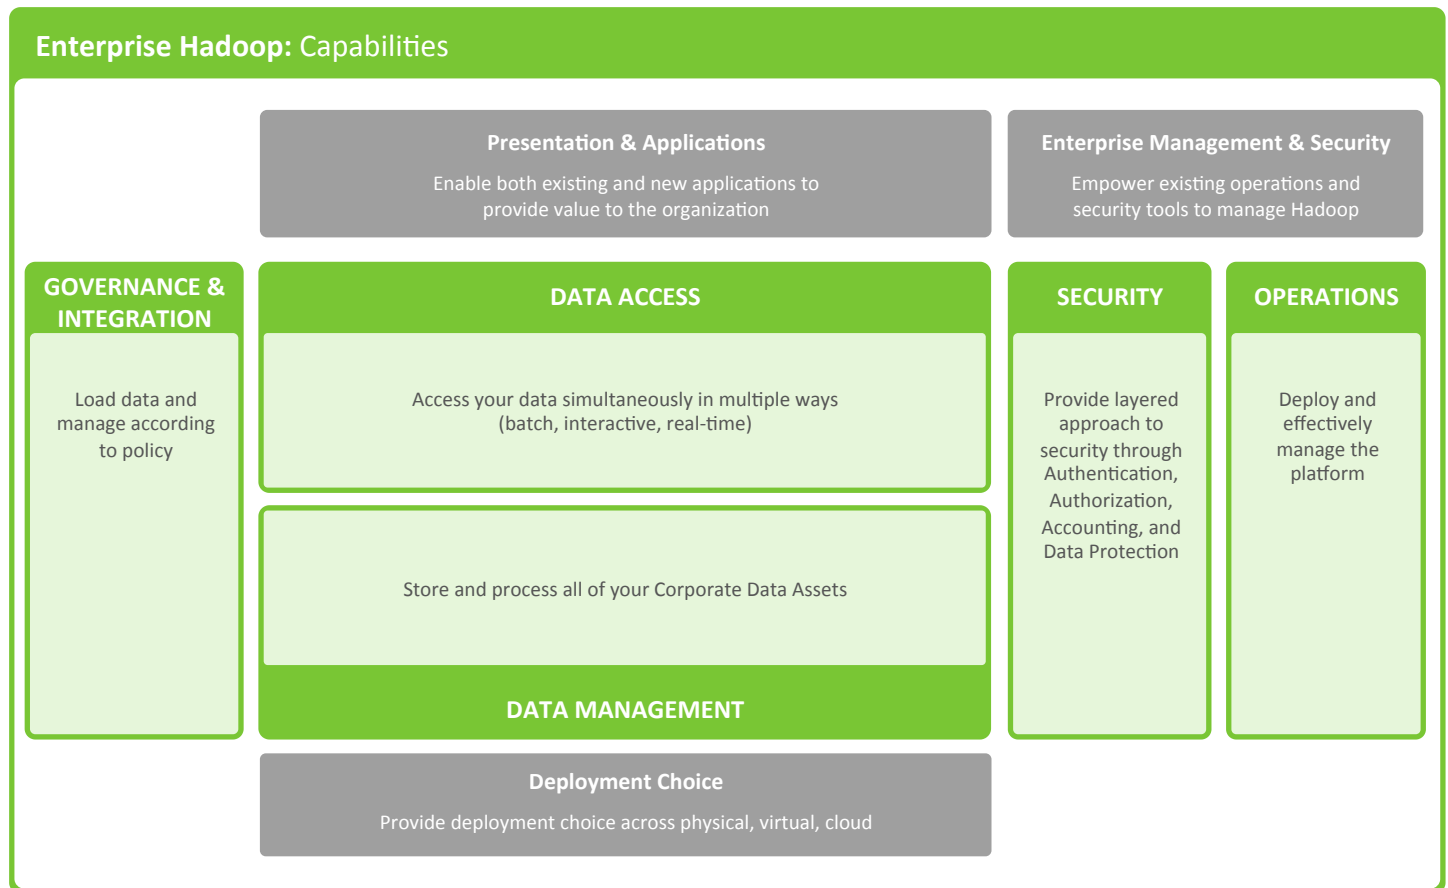 Enterprise Hadoop: Capabilities
Presentation & Applications
Enable both existing and new applications to
provide value to the organization
Enterprise Management & Security
Empower existing operations and
security tools to manage Hadoop
GOVERNANCE &
INTEGRATION
Load data and
manage according
to policy
DATA ACCESS
Access your data simultaneously in multiple ways
(batch, interactive, real-time)
Store and process all of your Corporate Data Assets
DATA MANAGEMENT
SECURITY
Provide layered
approach to
security through
Authentication,
Authorization,
Accounting, and
Data Protection
OPERATIONS
Deploy and
effectively
manage the
platform
Deployment Choice
Provide deployment choice across physical, virtual, cloud